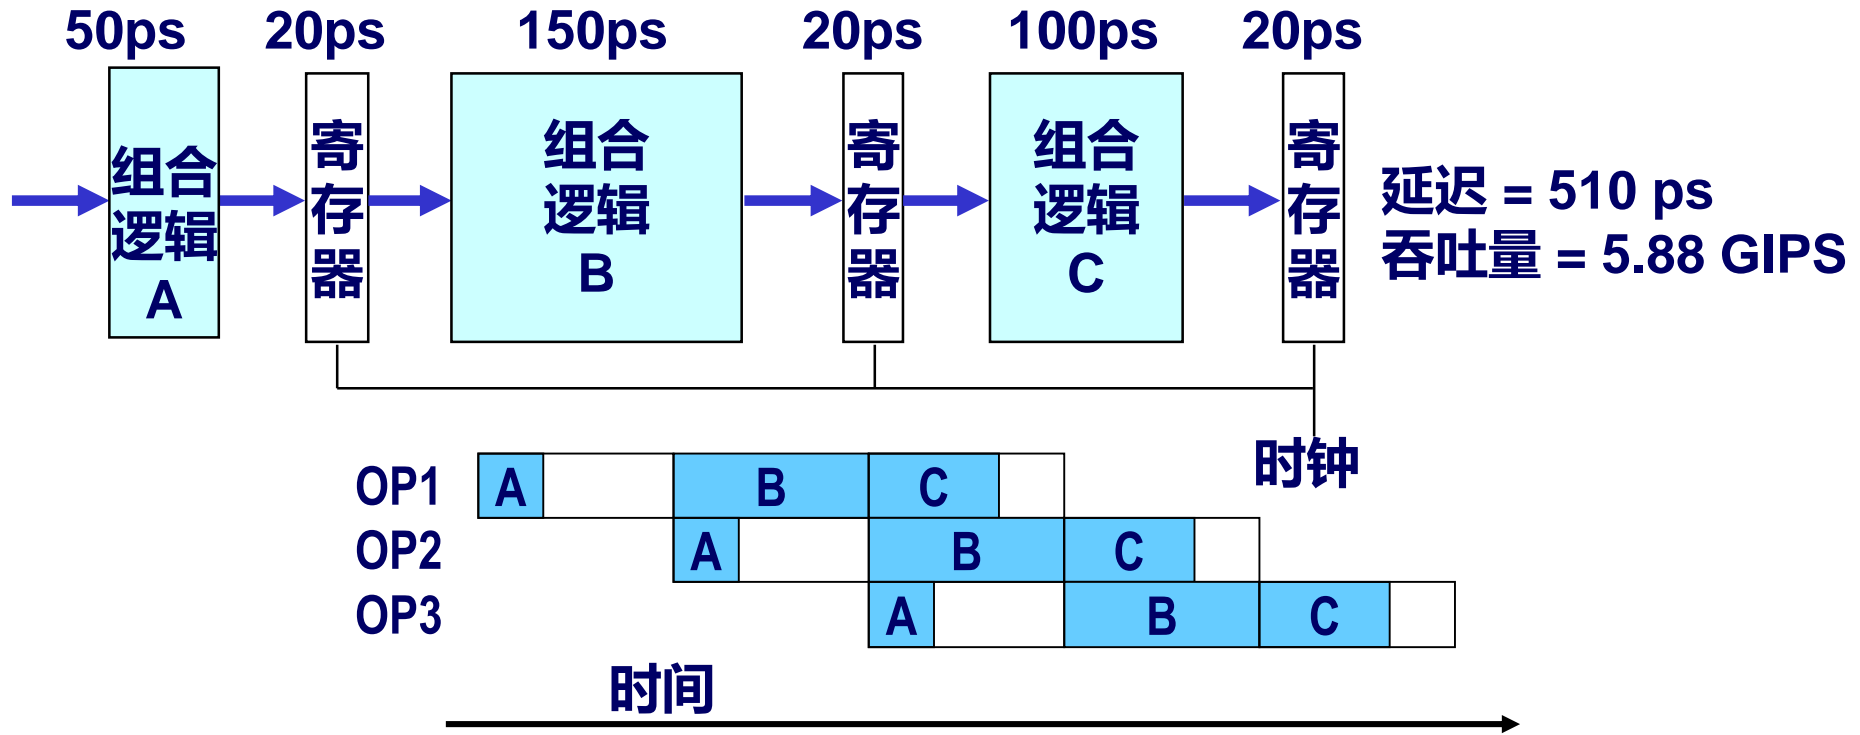 50ps 20ps 150ps 20ps 100ps 20ps
组合
逻辑
A
寄
存
器
组合
逻辑
B
寄
存
器
组合
逻辑
C
寄
存
器
延迟 = 510 ps
吞吐量 = 5.88 GIPS
时钟
OP1 A B C
OP2 A B C
OP3 A B C
时间